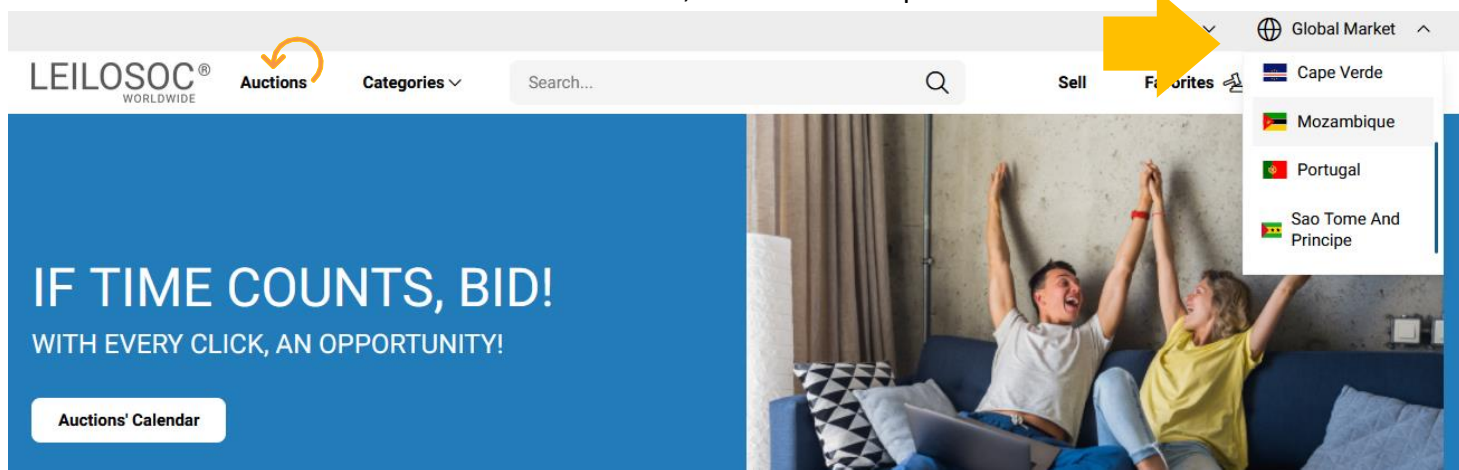 Global Market
LEILOSOC®
WORLDWIDE
Auctions
Categories
Search...
Sell
Favorites
Cape Verde
Mozambique
Portugal
Sao Tome And
Principe
IF TIME COUNTS, BID!
WITH EVERY CLICK, AN OPPORTUNITY!
Auctions' Calendar